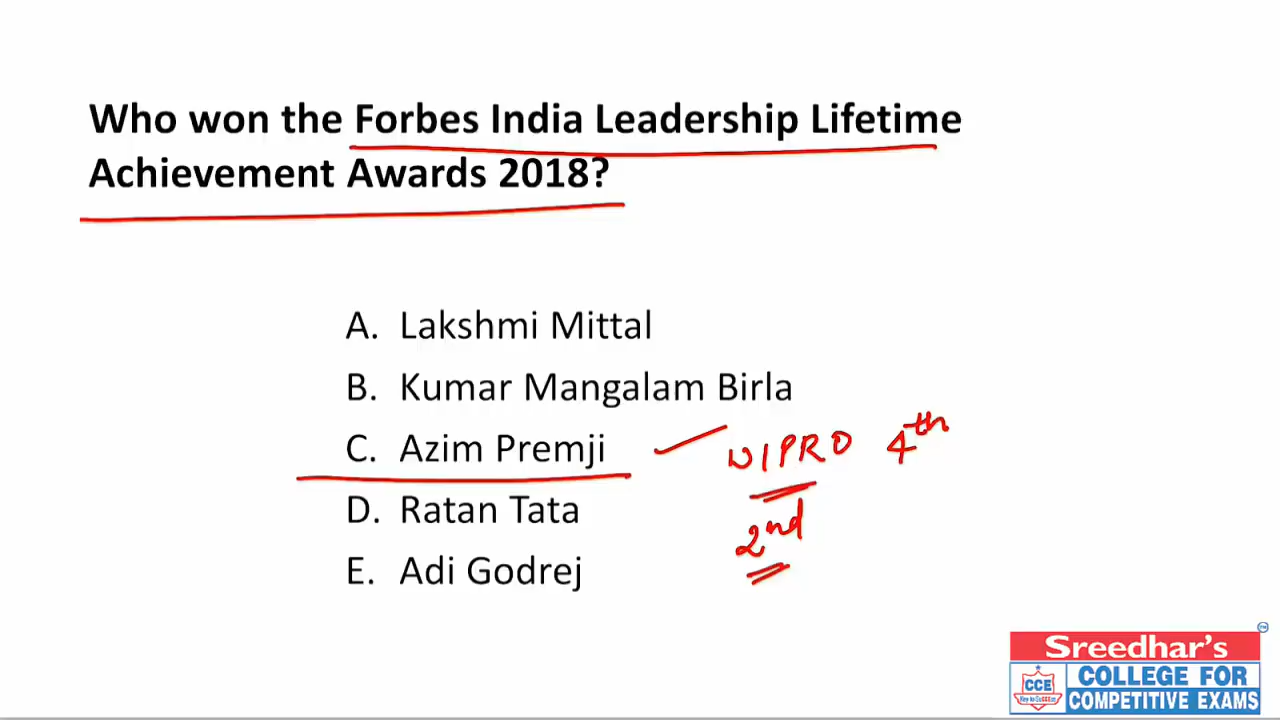 Who won the Forbes India Leadership Lifetime
Achievement Awards 2018?
A. Lakshmi Mittal
B. Kumar Mangalam Birla
C. Azim Premji WIPRO 4th
D. Ratan Tata 2nd
E. Adi Godrej
Sreedhar's
CCE COLLEGE FOR
COMPETITIVE EXAMS